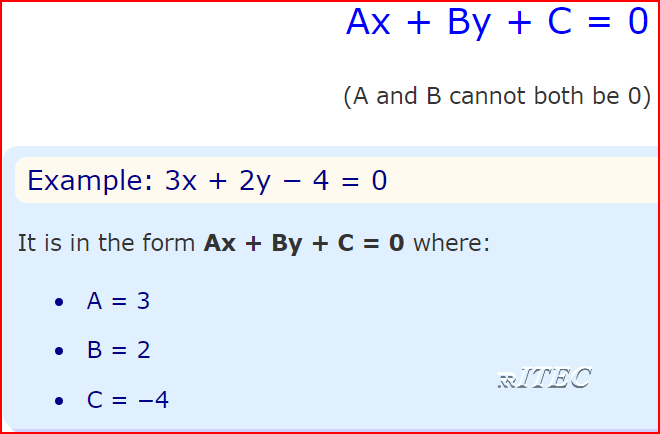 Ax + By + C = 0
(A and B cannot both be 0)
Example: 3x + 2y − 4 = 0
It is in the form Ax + By + C = 0 where:
• A = 3
• B = 2
• C = −4
ITEC